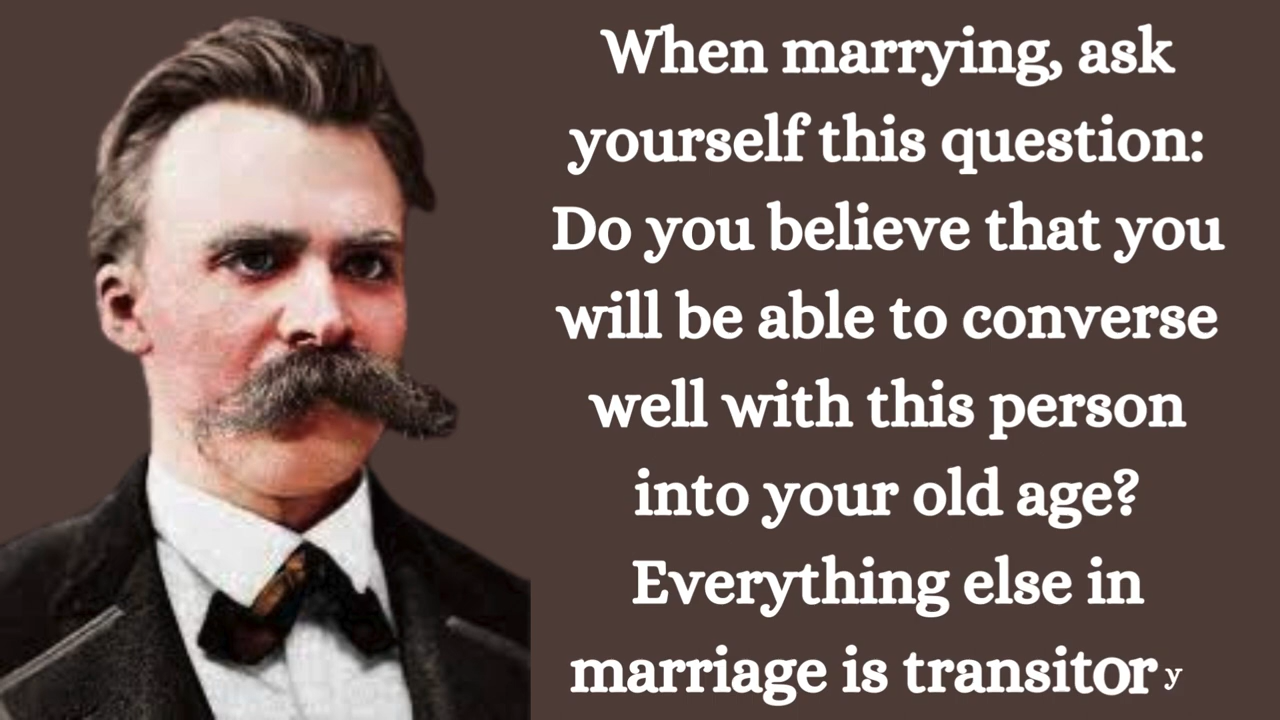 When marrying, ask
yourself this question:
Do you believe that you
will be able to converse
well with this person
into your old age?
Everything else in
marriage is transitory